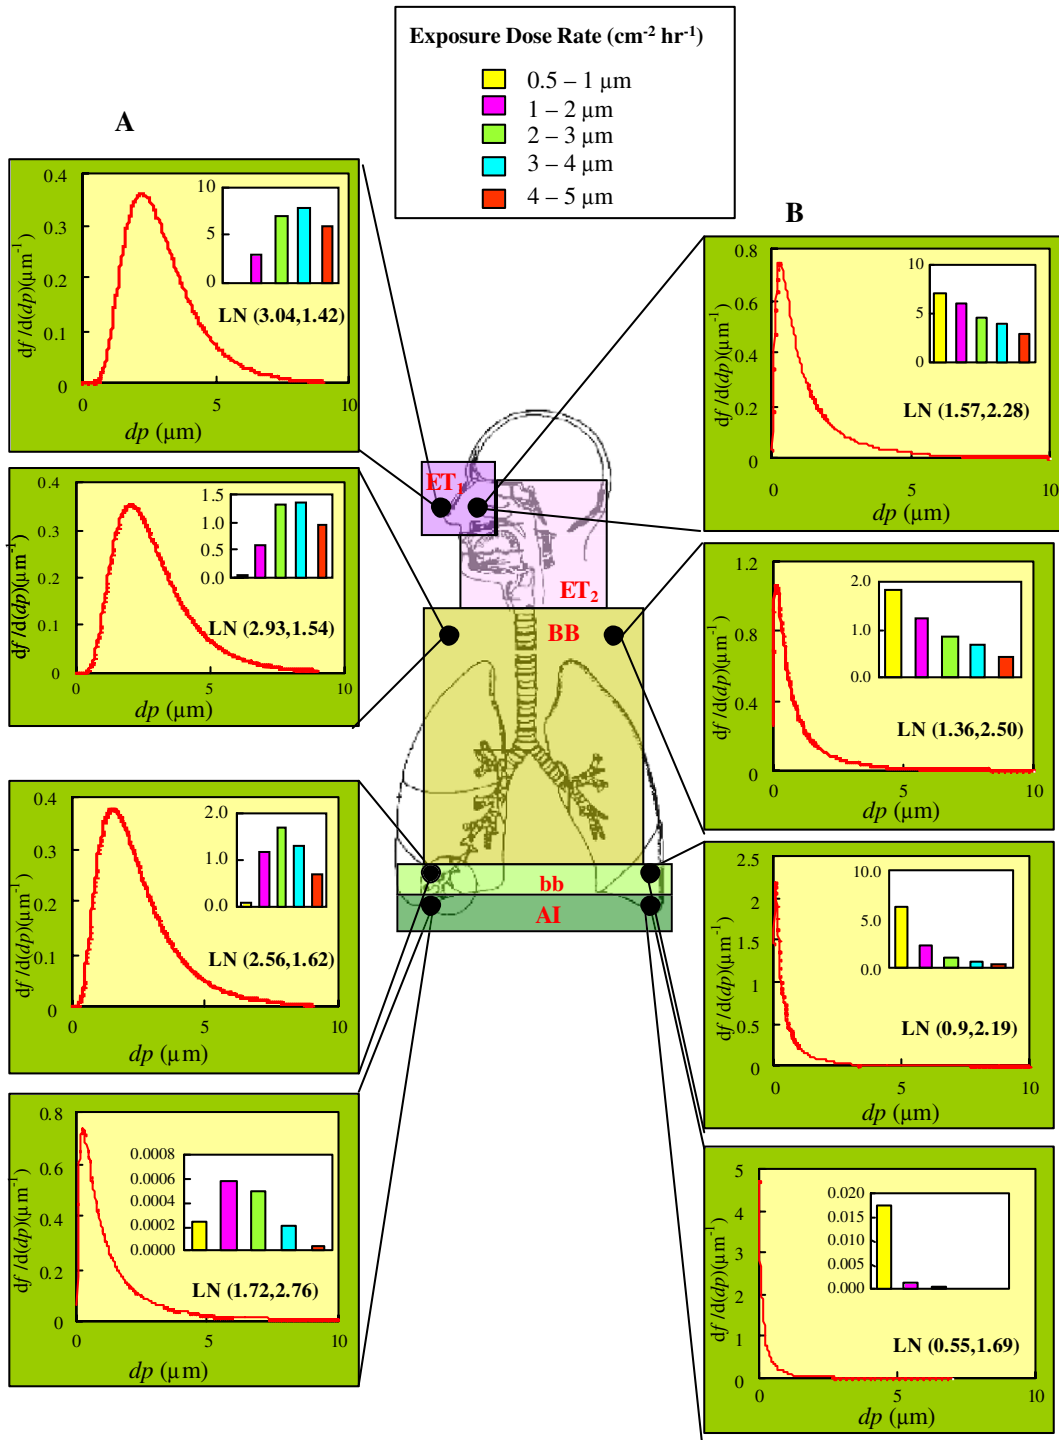 Exposure Dose Rate (cm⁻² hr⁻¹)
0.5 – 1 µm
1 – 2 µm
2 – 3 µm
3 – 4 µm
4 – 5 µm
A
df /d(dp)(µm⁻¹)
0.4
0.3
0.2
0.1
0
0
5
10
dp (µm)
10
5
0
LN (3.04,1.42)
df /d(dp)(µm⁻¹)
0.4
0.3
0.2
0.1
0
0
5
10
dp (µm)
1.5
1.0
0.5
0.0
LN (2.93,1.54)
df /d(dp)(µm⁻¹)
0.4
0.3
0.2
0.1
0
0
5
10
dp (µm)
2.0
1.0
0.0
LN (2.56,1.62)
df /d(dp)(µm⁻¹)
0.8
0.6
0.4
0.2
0
0
5
10
dp (µm)
0.0008
0.0006
0.0004
0.0002
0.0000
LN (1.72,2.76)
ET₁
ET₂
BB
bb
AI
B
df /d(dp)(µm⁻¹)
0.8
0.6
0.4
0.2
0
0
5
10
dp (µm)
10
5
0
LN (1.57,2.28)
df /d(dp)(µm⁻¹)
1.2
0.9
0.6
0.3
0
0
5
10
dp (µm)
2.0
1.0
0.0
LN (1.36,2.50)
df /d(dp)(µm⁻¹)
2.5
2
1.5
1
0.5
0
0
5
10
dp (µm)
10.0
5.0
0.0
LN (0.9,2.19)
df /d(dp)(µm⁻¹)
5
4
3
2
1
0
0
5
10
dp (µm)
0.020
0.015
0.010
0.005
0.000
LN (0.55,1.69)